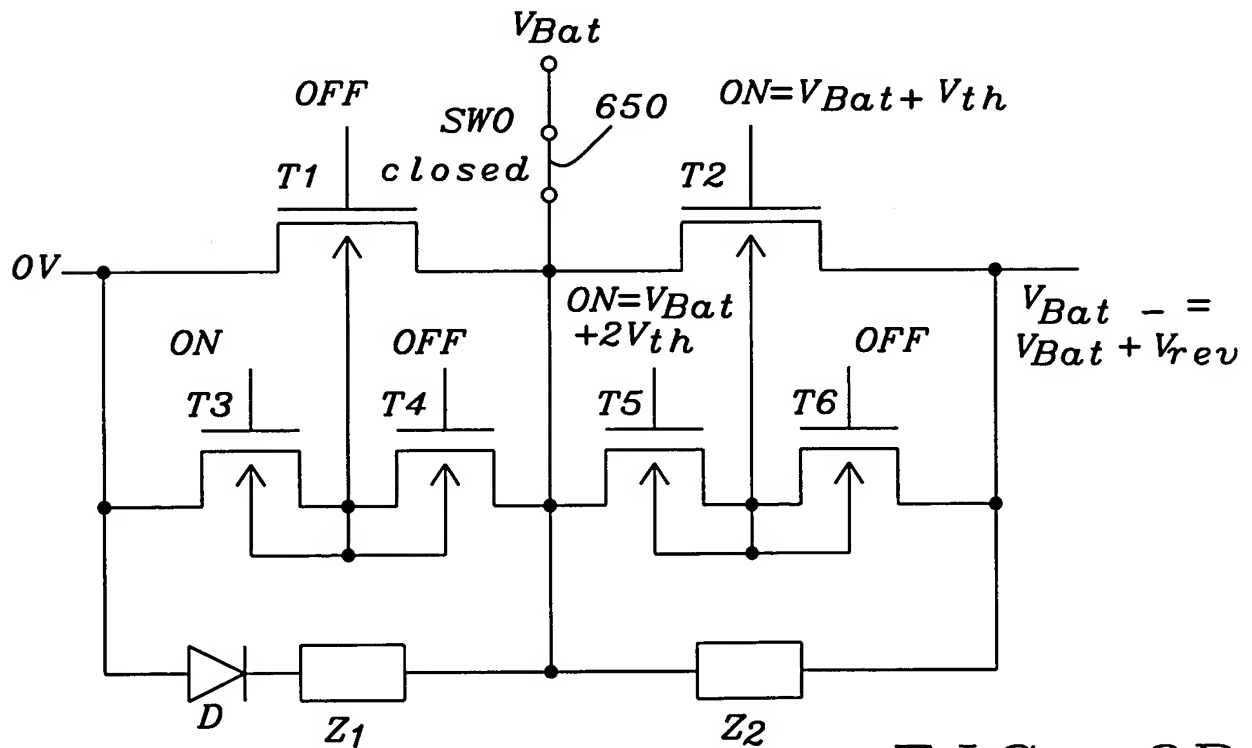 VBat
OFF
ON=VBat+ Vth
SWO
650
closed
T1
T2
0V
ON=VBat
+2Vth
VBat - =
VBat + Vrev
ON
OFF
OFF
T3
T4
T5
T6
D
Z1
Z2